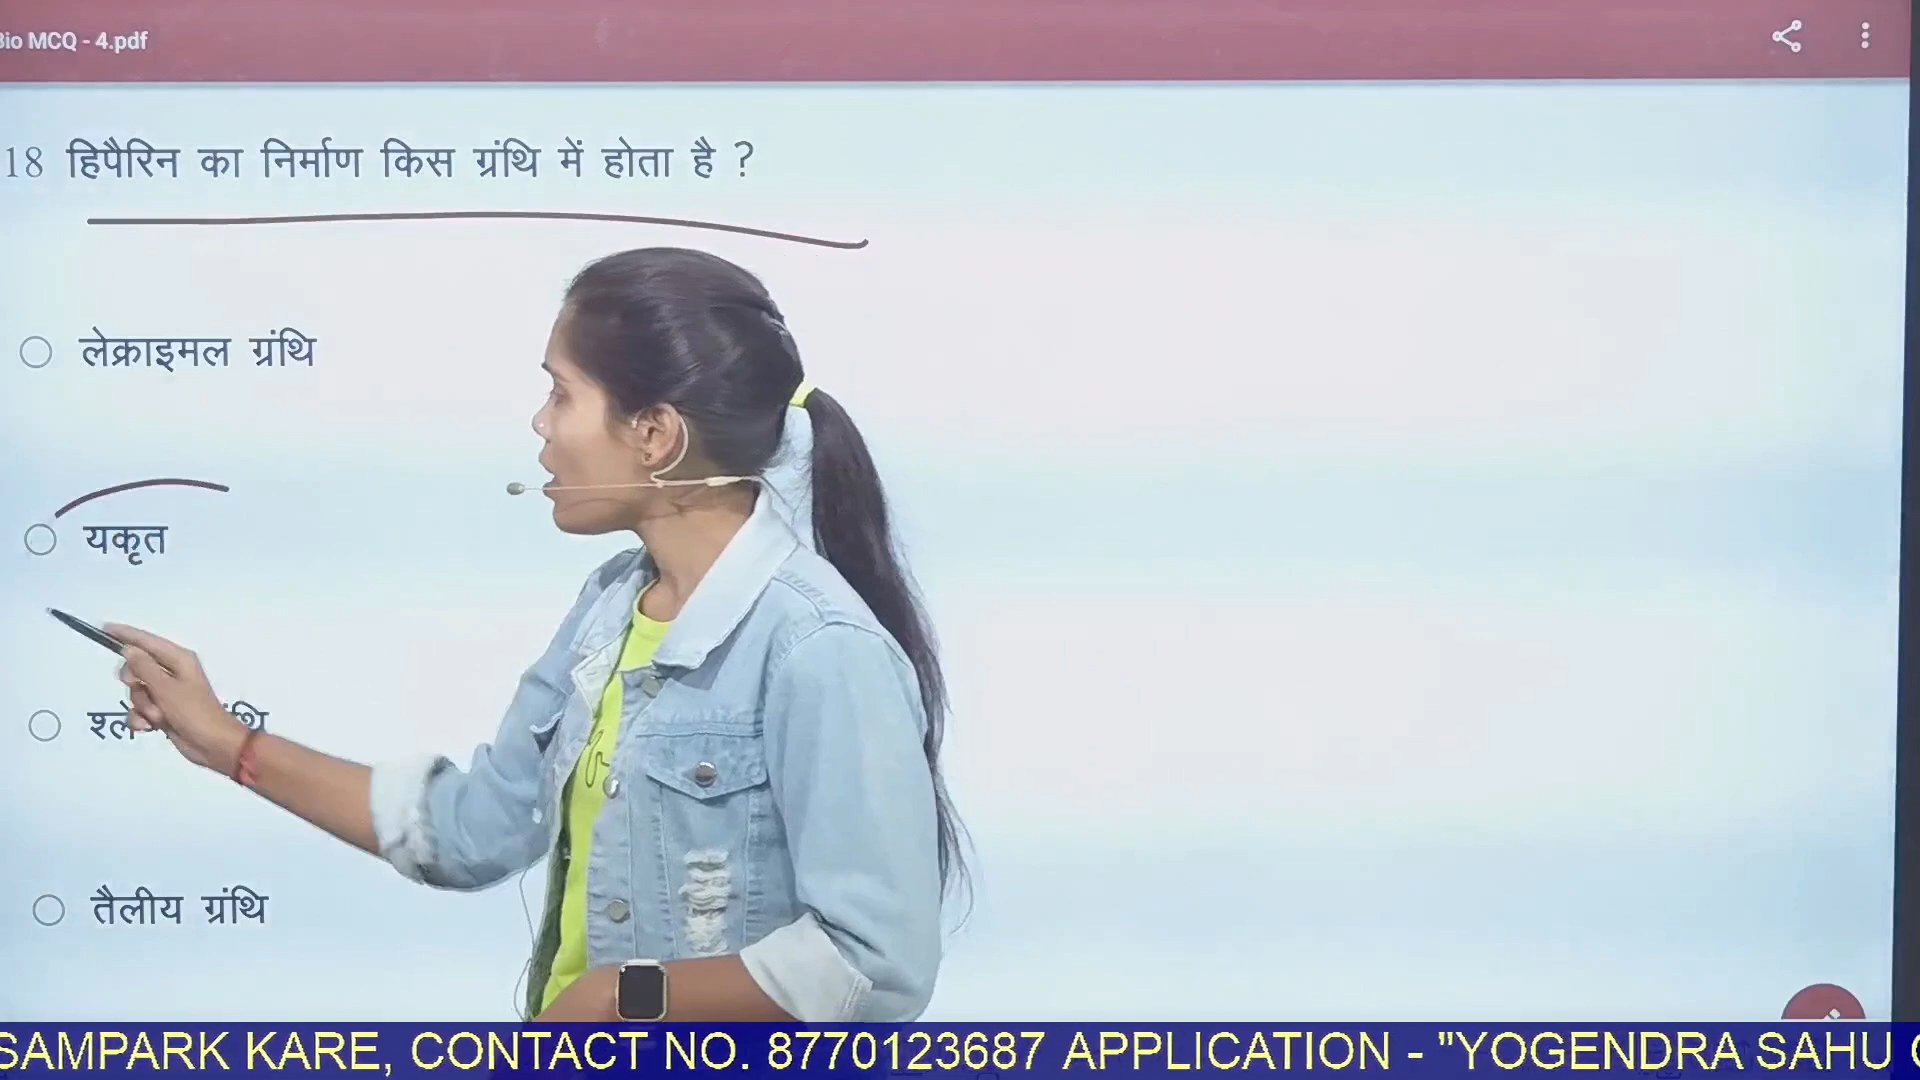 Bio MCQ - 4.pdf
18 हिपैरिन का निर्माण किस ग्रंथि में होता है ?
लेक्राइमल ग्रंथि
यकृत
तैलीय ग्रंथि
SAMPARK KARE, CONTACT NO. 8770123687 APPLICATION - "YOGENDRA SAHU